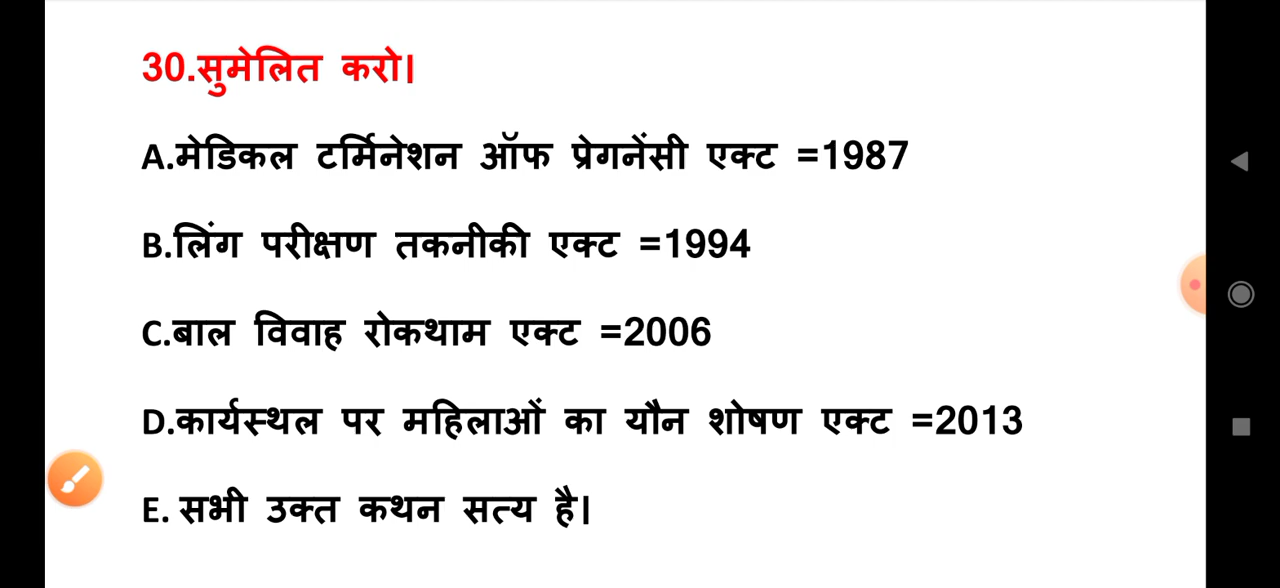 30.सुमेलित करो।
A.मेडिकल टर्मिनेशन ऑफ प्रेगनेंसी एक्ट =1987
B.लिंग परीक्षण तकनीकी एक्ट =1994
C.बाल विवाह रोकथाम एक्ट =2006
D.कार्यस्थल पर महिलाओं का यौन शोषण एक्ट =2013
E. सभी उक्त कथन सत्य है।